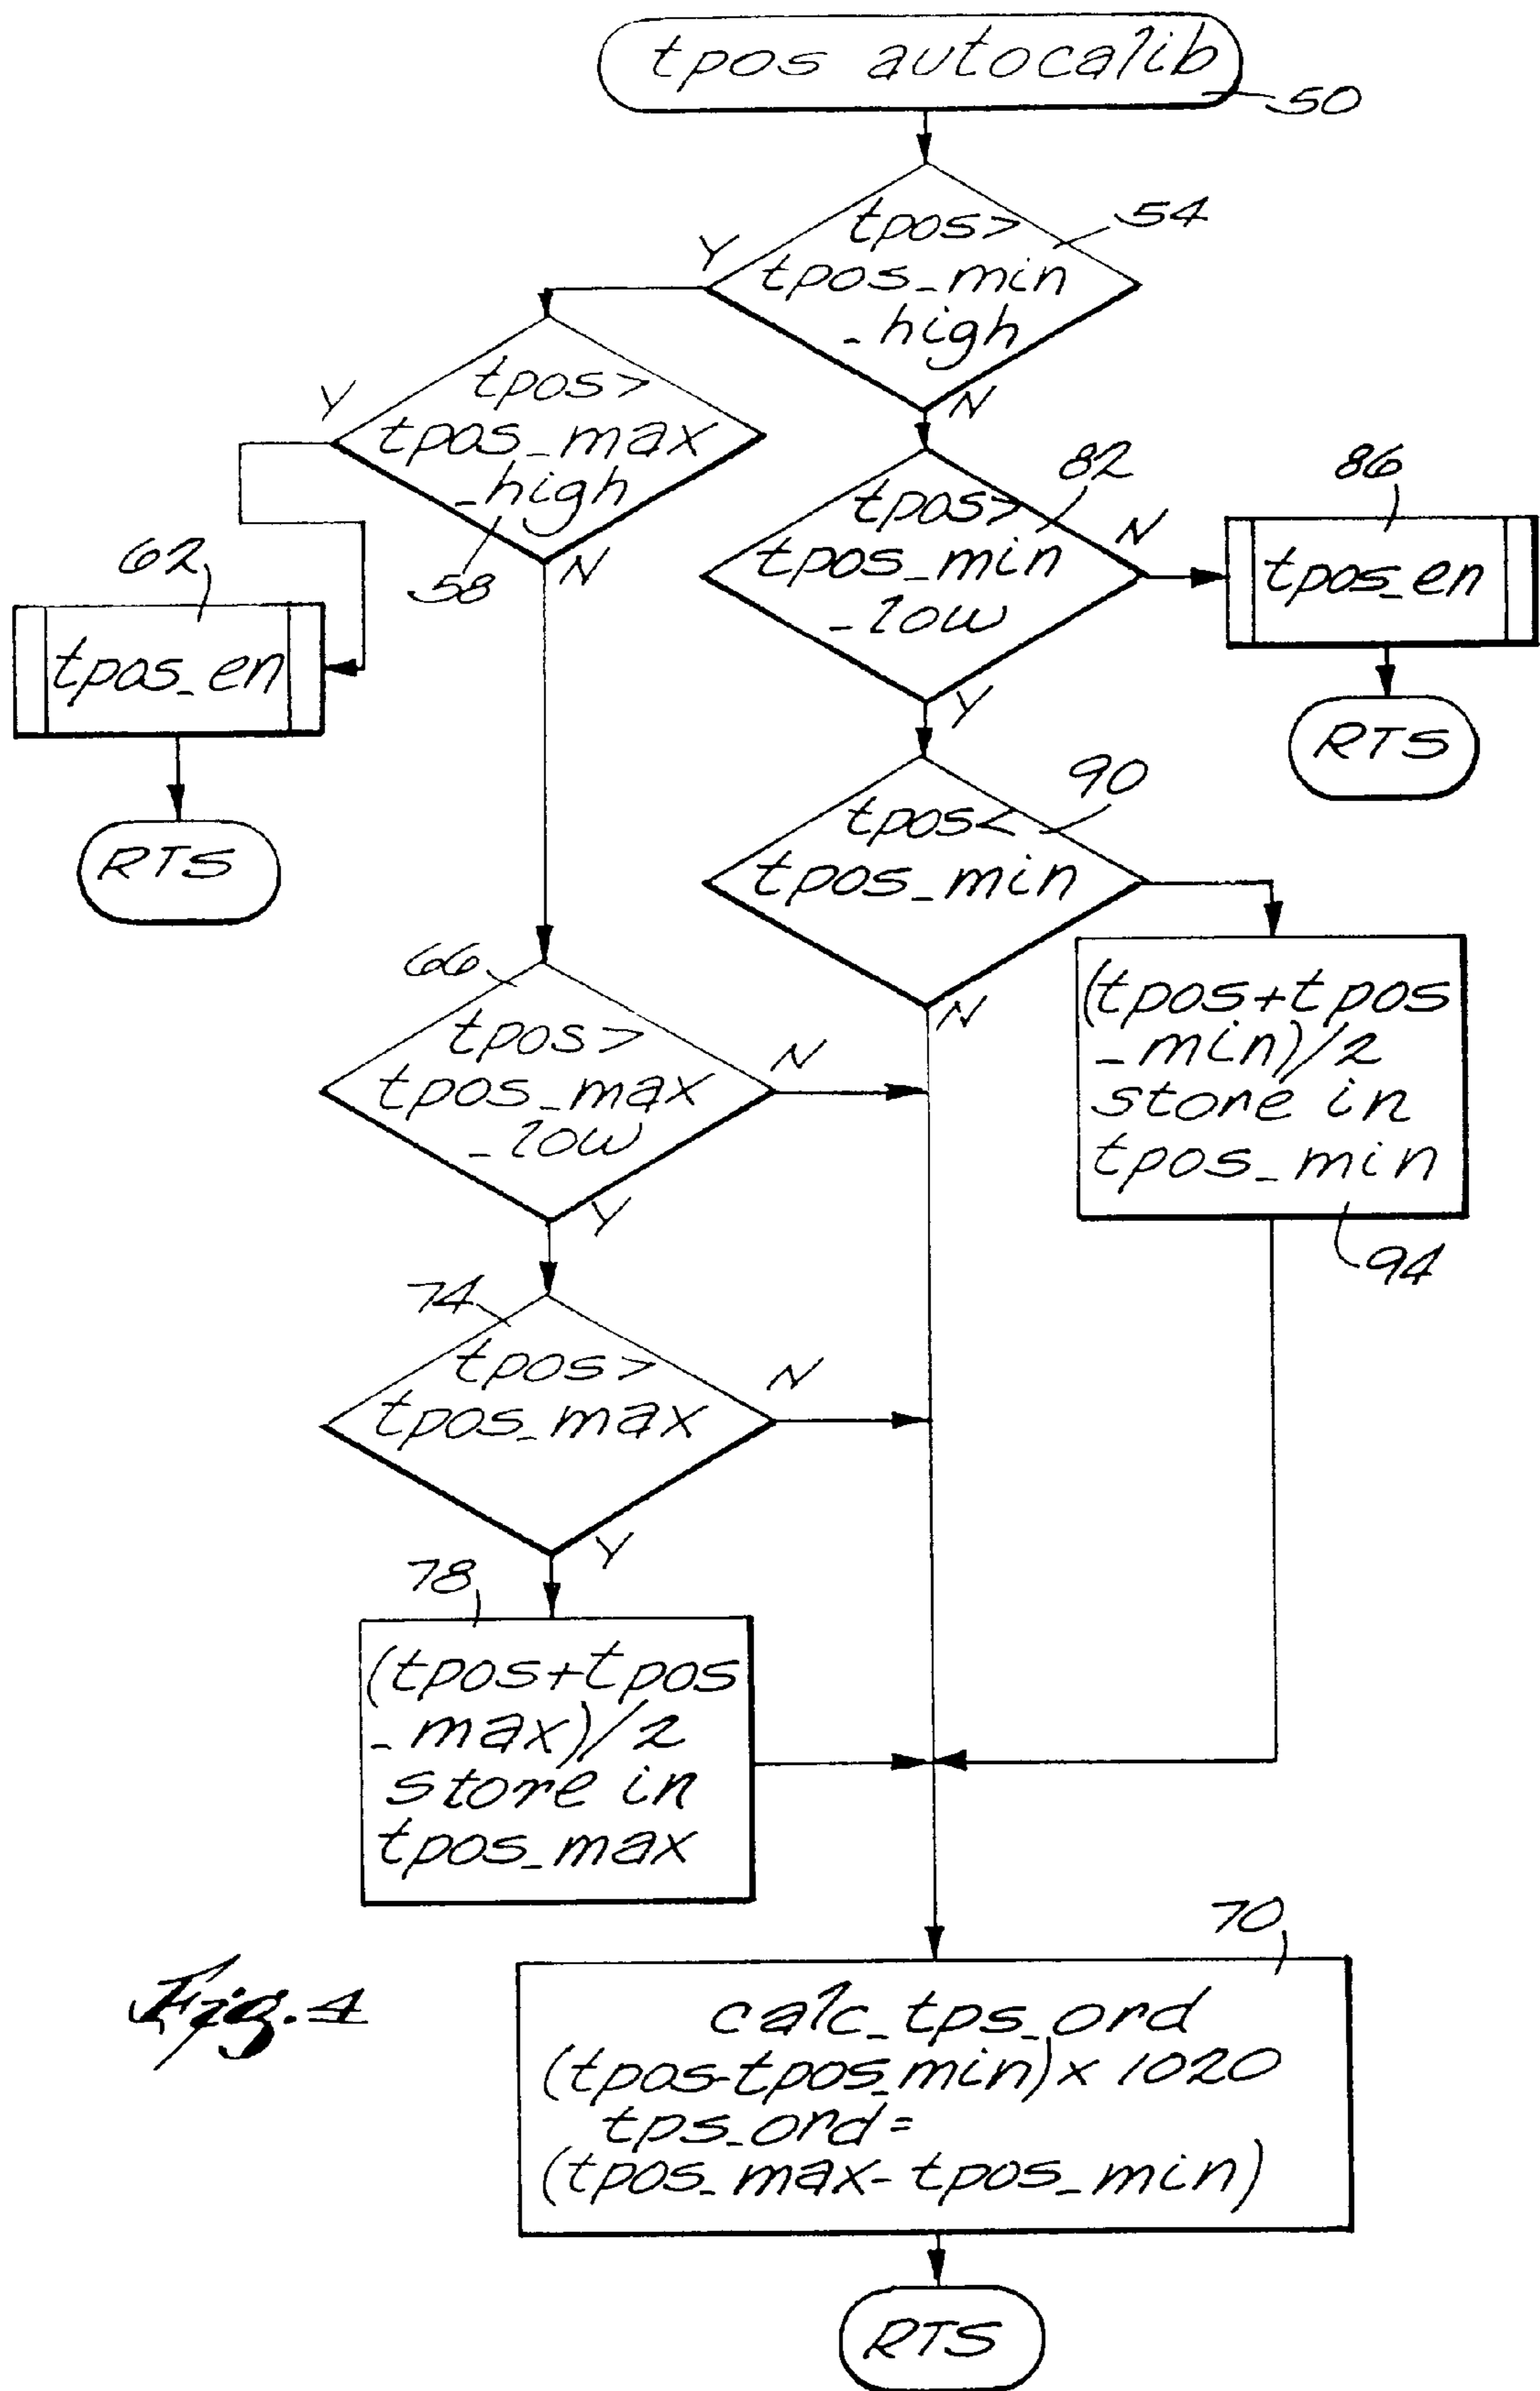 tpos autocalib
50
tpos>
tpos_min
_high
54
Y
N
tpos>
tpos_max
_high
58
Y
N
62
tpos_en
RTS
tpos>
tpos_min
_low
82
N
Y
86
tpos_en
RTS
tpos<
tpos_min
90
N
(tpos+tpos
_min)/2
store in
tpos_min
94
66
tpos>
tpos_max
_low
N
Y
74
tpos>
tpos_max
N
Y
78
(tpos+tpos
_max)/2
store in
tpos_max
70
calc_tps_ord
(tpos-tpos_min)x 1020
tps_ord=
(tpos_max-tpos_min)
RTS
Fig. 4